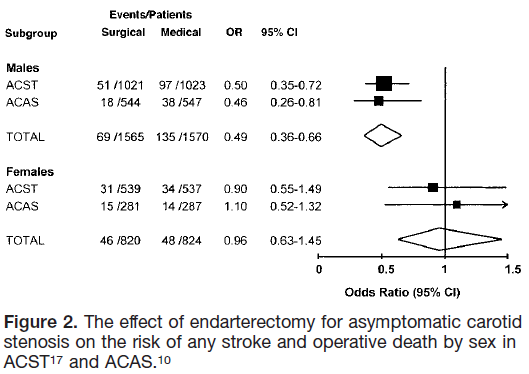 Events/Patients
Subgroup Surgical Medical OR 95% CI
Males
ACST 51 /1021 97 /1023 0.50 0.35-0.72
ACAS 18 /544 38 /547 0.46 0.26-0.81
TOTAL 69 /1565 135 /1570 0.49 0.36-0.66
Females
ACST 31 /539 34 /537 0.90 0.55-1.49
ACAS 15 /281 14 /287 1.10 0.52-1.32
TOTAL 46 /820 48 /824 0.96 0.63-1.45
0 0.5 1 1.5
Odds Ratio (95% CI)
Figure 2. The effect of endarterectomy for asymptomatic carotid
stenosis on the risk of any stroke and operative death by sex in
ACST¹⁷ and ACAS.¹⁰